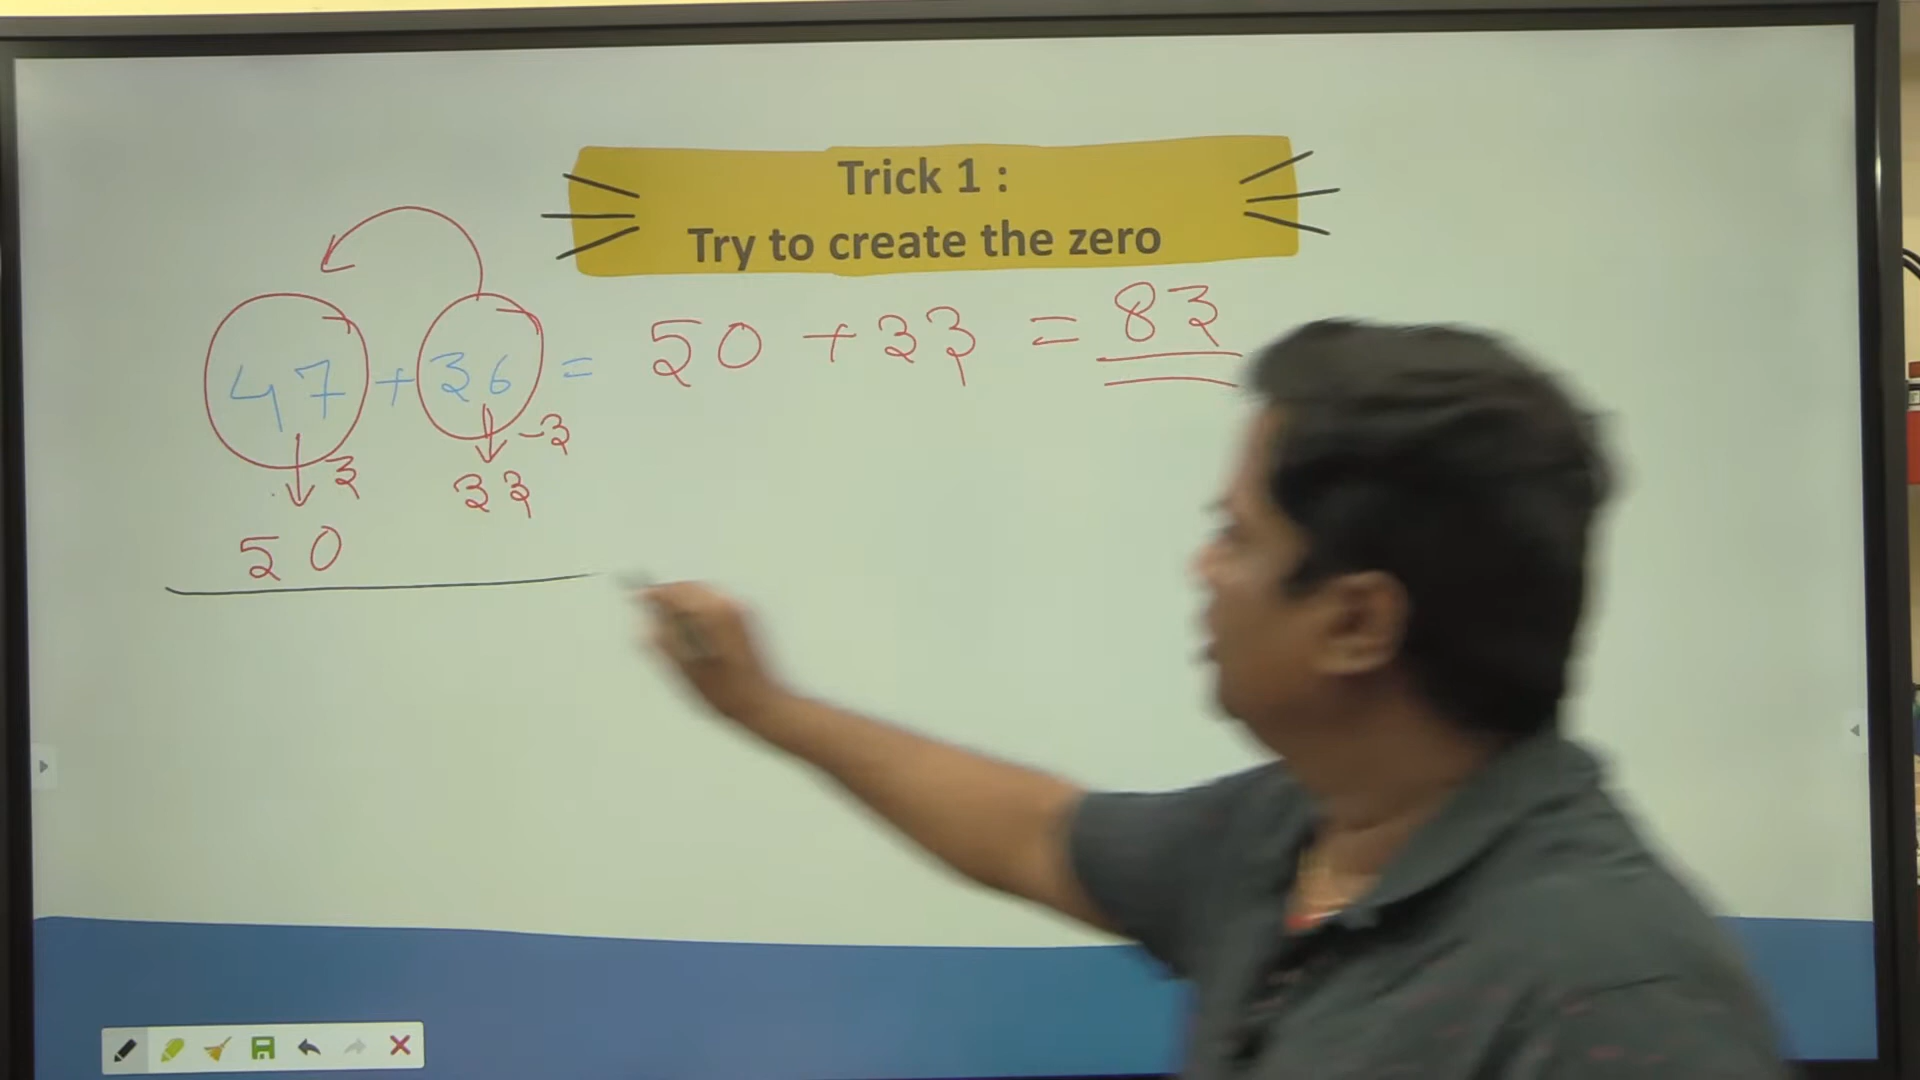 Trick 1 :
Try to create the zero
47 + 36 = 50 + 33 = 83
3 -3
33
50